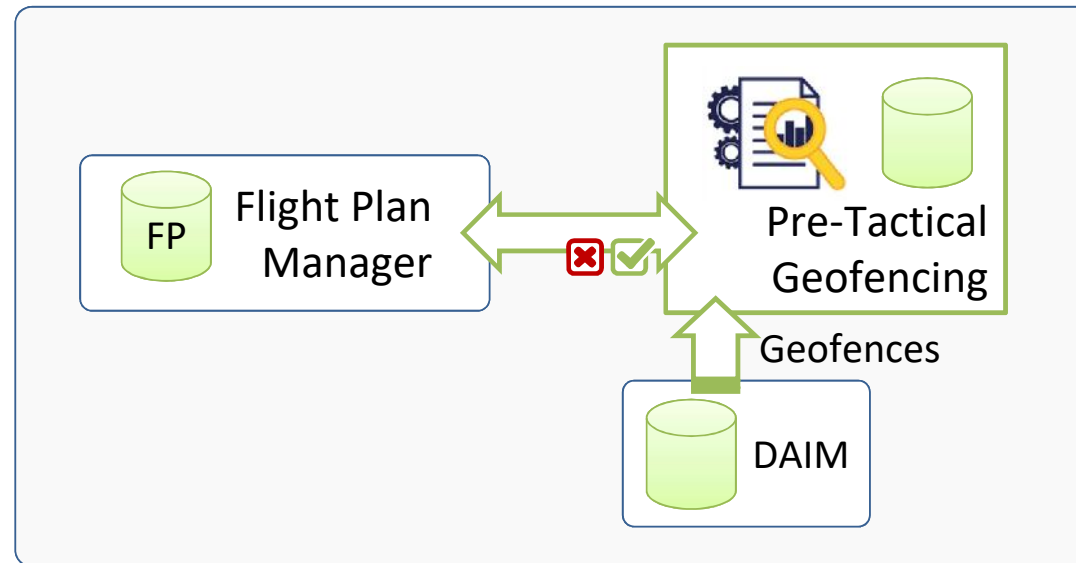 FP
Flight Plan
Manager
Pre-Tactical
Geofencing
Geofences
DAIM